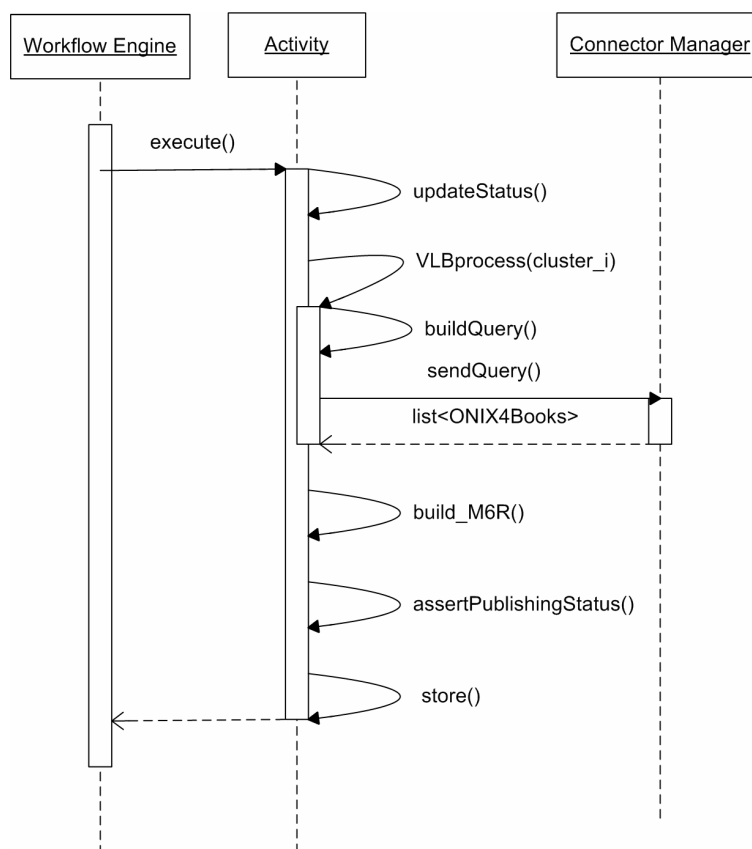 Workflow Engine
Activity
Connector Manager
execute()
updateStatus()
VLBprocess(cluster_i)
buildQuery()
sendQuery()
list<ONIX4Books>
build_M6R()
assertPublishingStatus()
store()